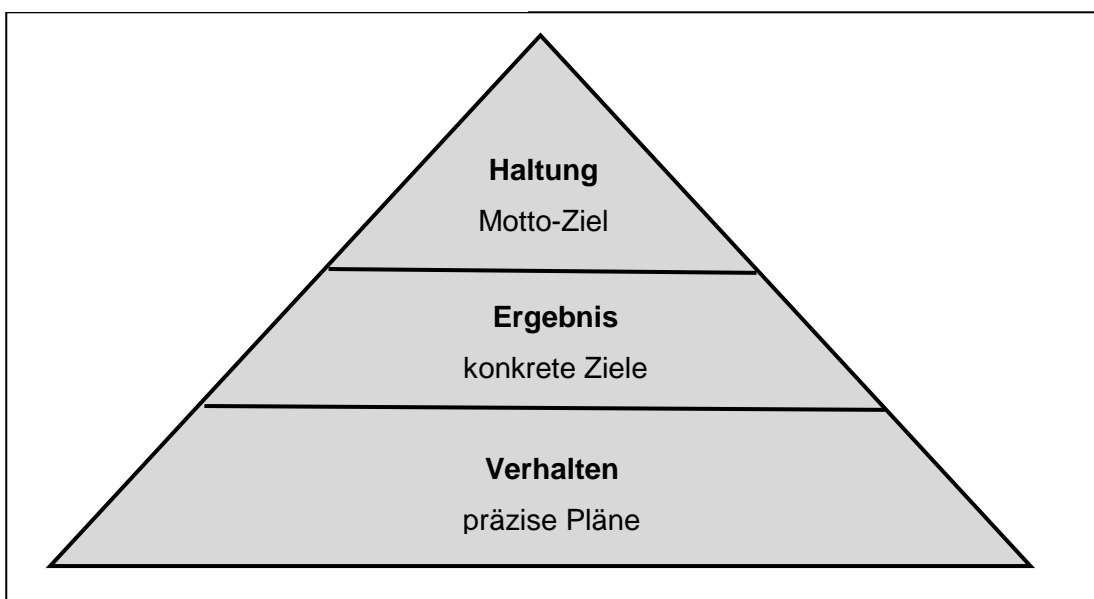 Haltung
Motto-Ziel
Ergebnis
konkrete Ziele
Verhalten
präzise Pläne